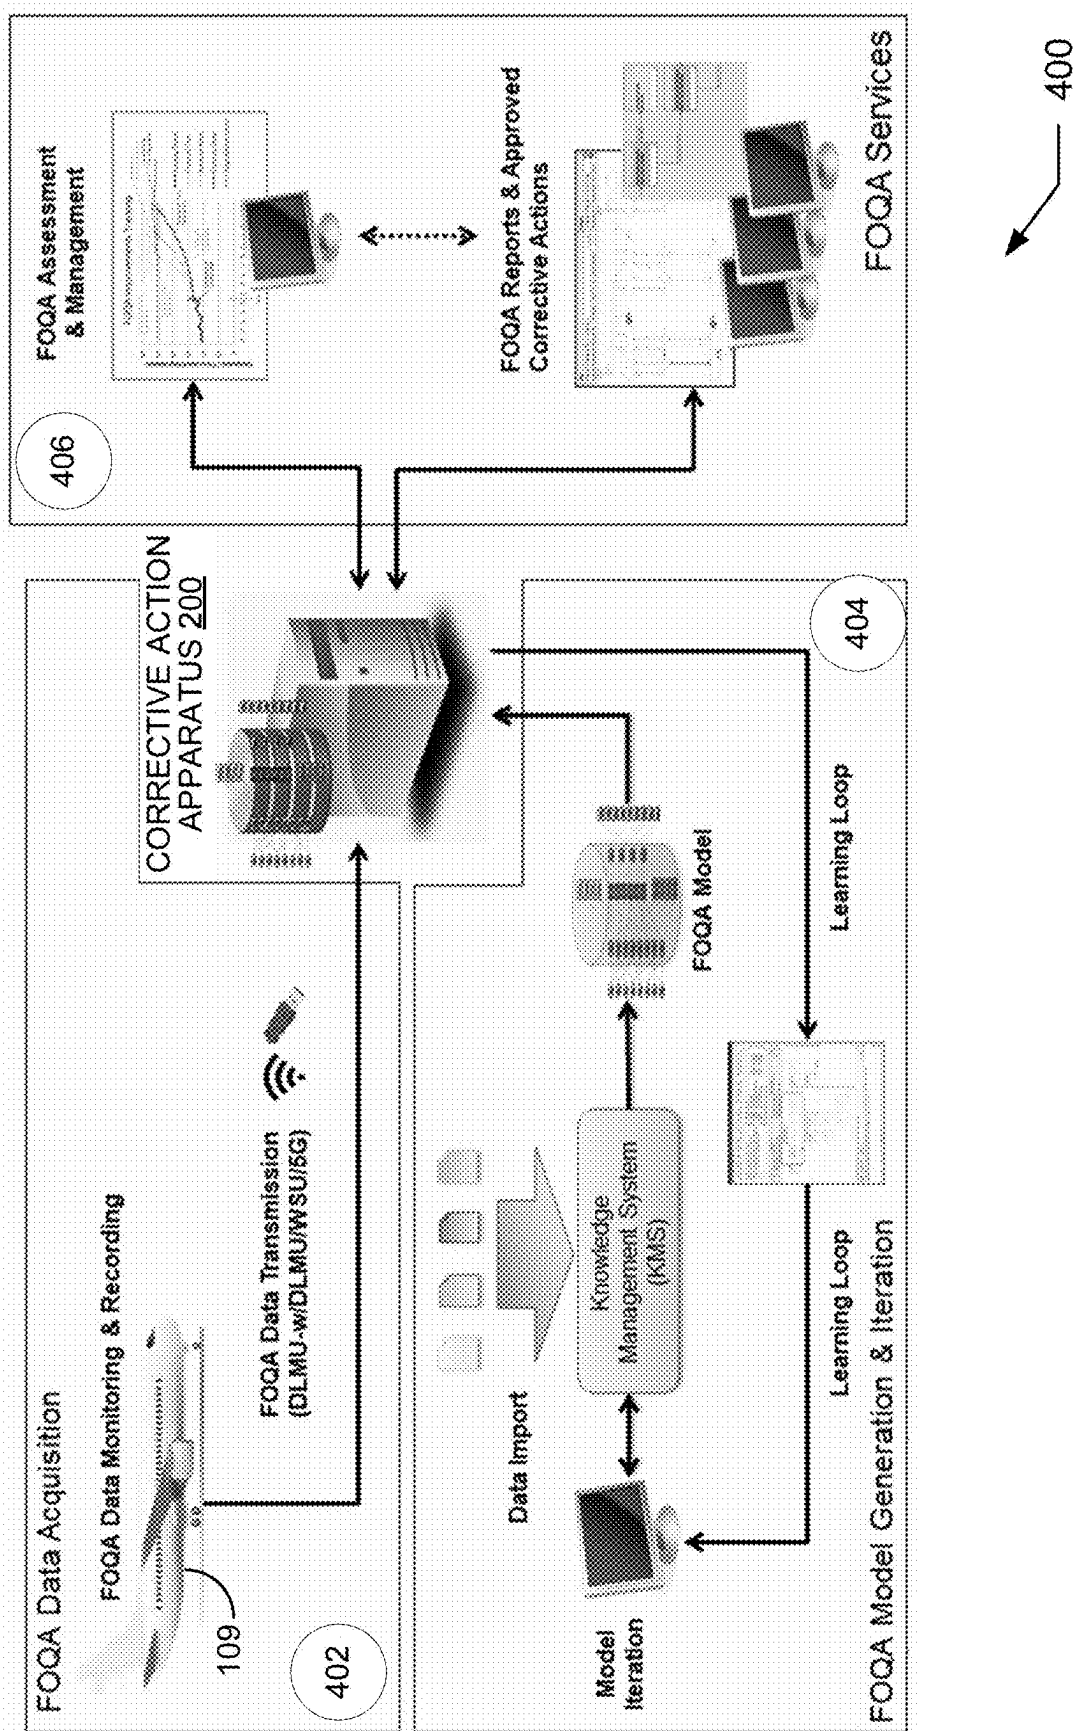 FOQA Data Acquisition
FOQA Data Monitoring & Recording
109
402
FOQA Data Transmission
(DLMU-w/DLMU/WSU/5G)
CORRECTIVE ACTION
APPARATUS 200
406
FOQA Assessment
& Management
FOQA Reports & Approved
Corrective Actions
FOQA Services
Data Import
Model
Iteration
Knowledge
Management System
(KMS)
FOQA Model
Learning Loop
Learning Loop
404
FOQA Model Generation & Iteration
400